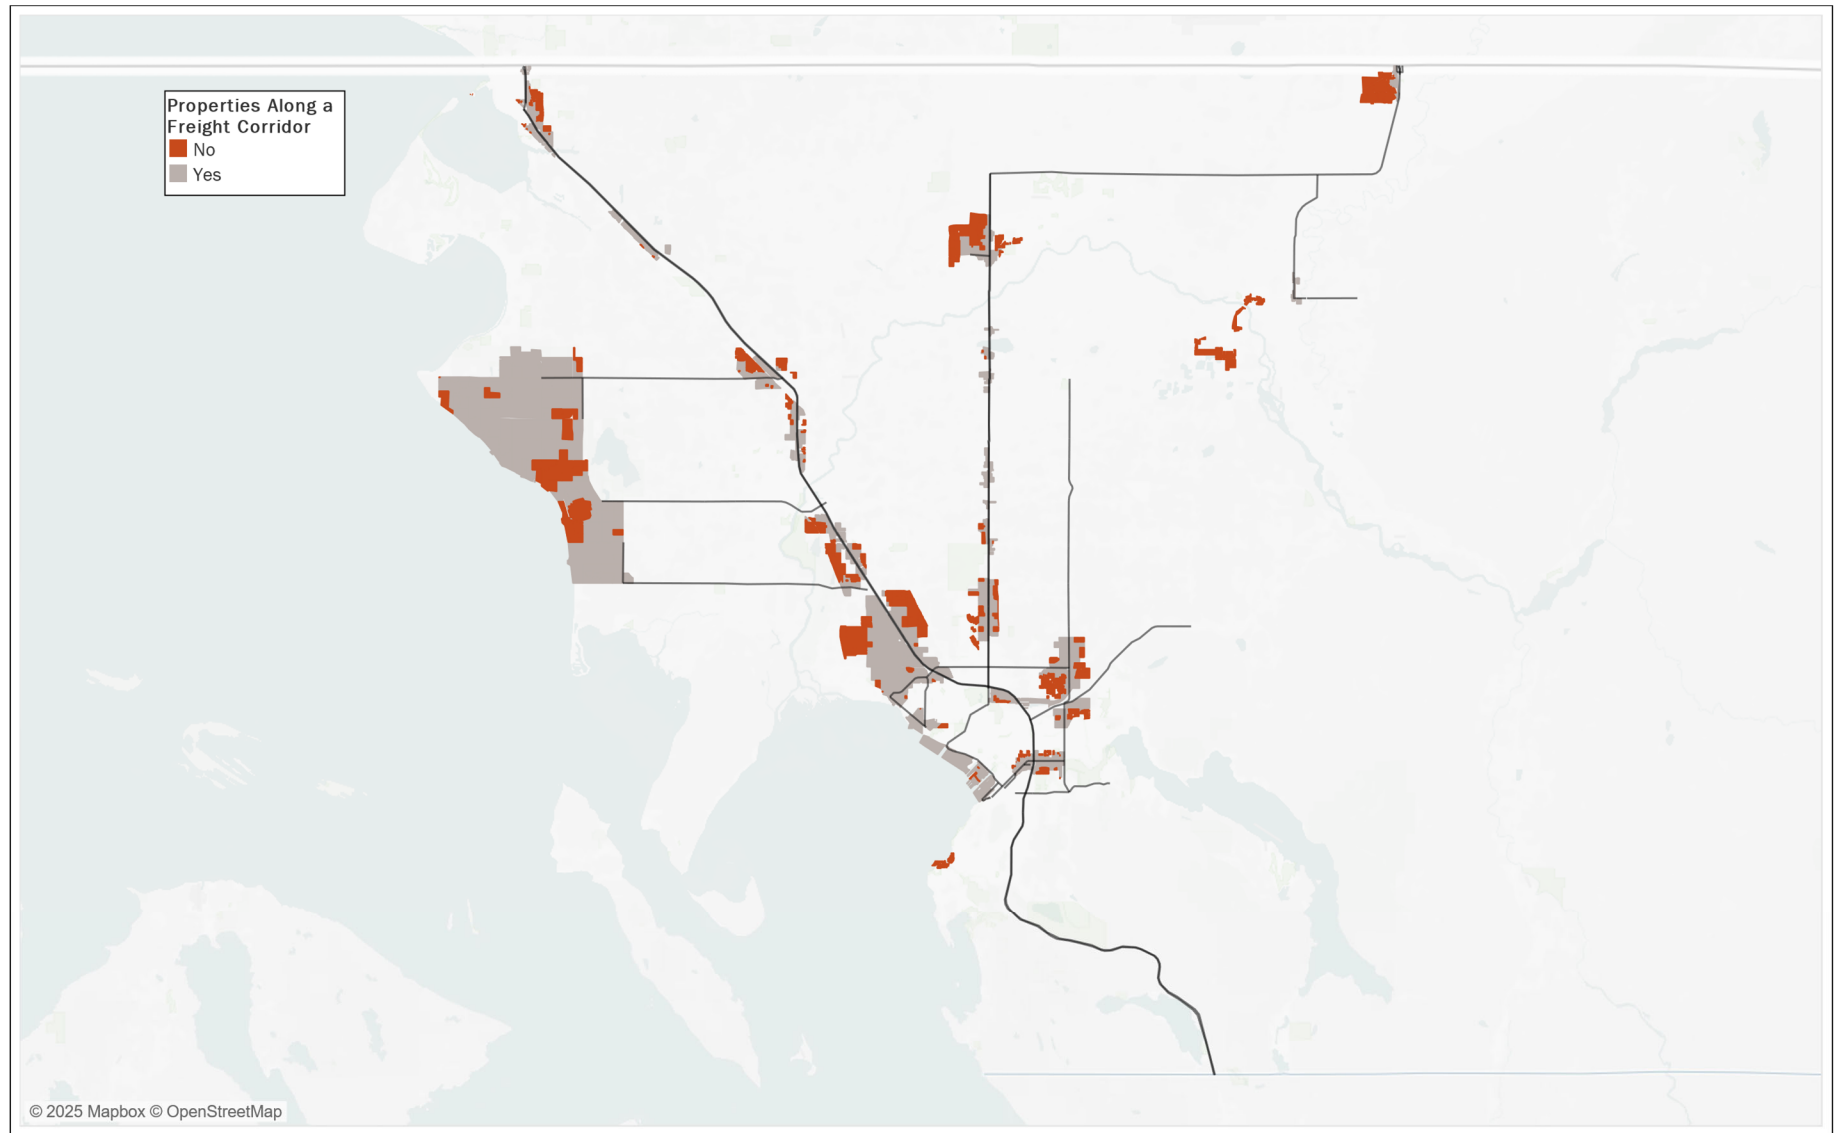 Properties Along a
Freight Corridor
No
Yes
© 2025 Mapbox © OpenStreetMap